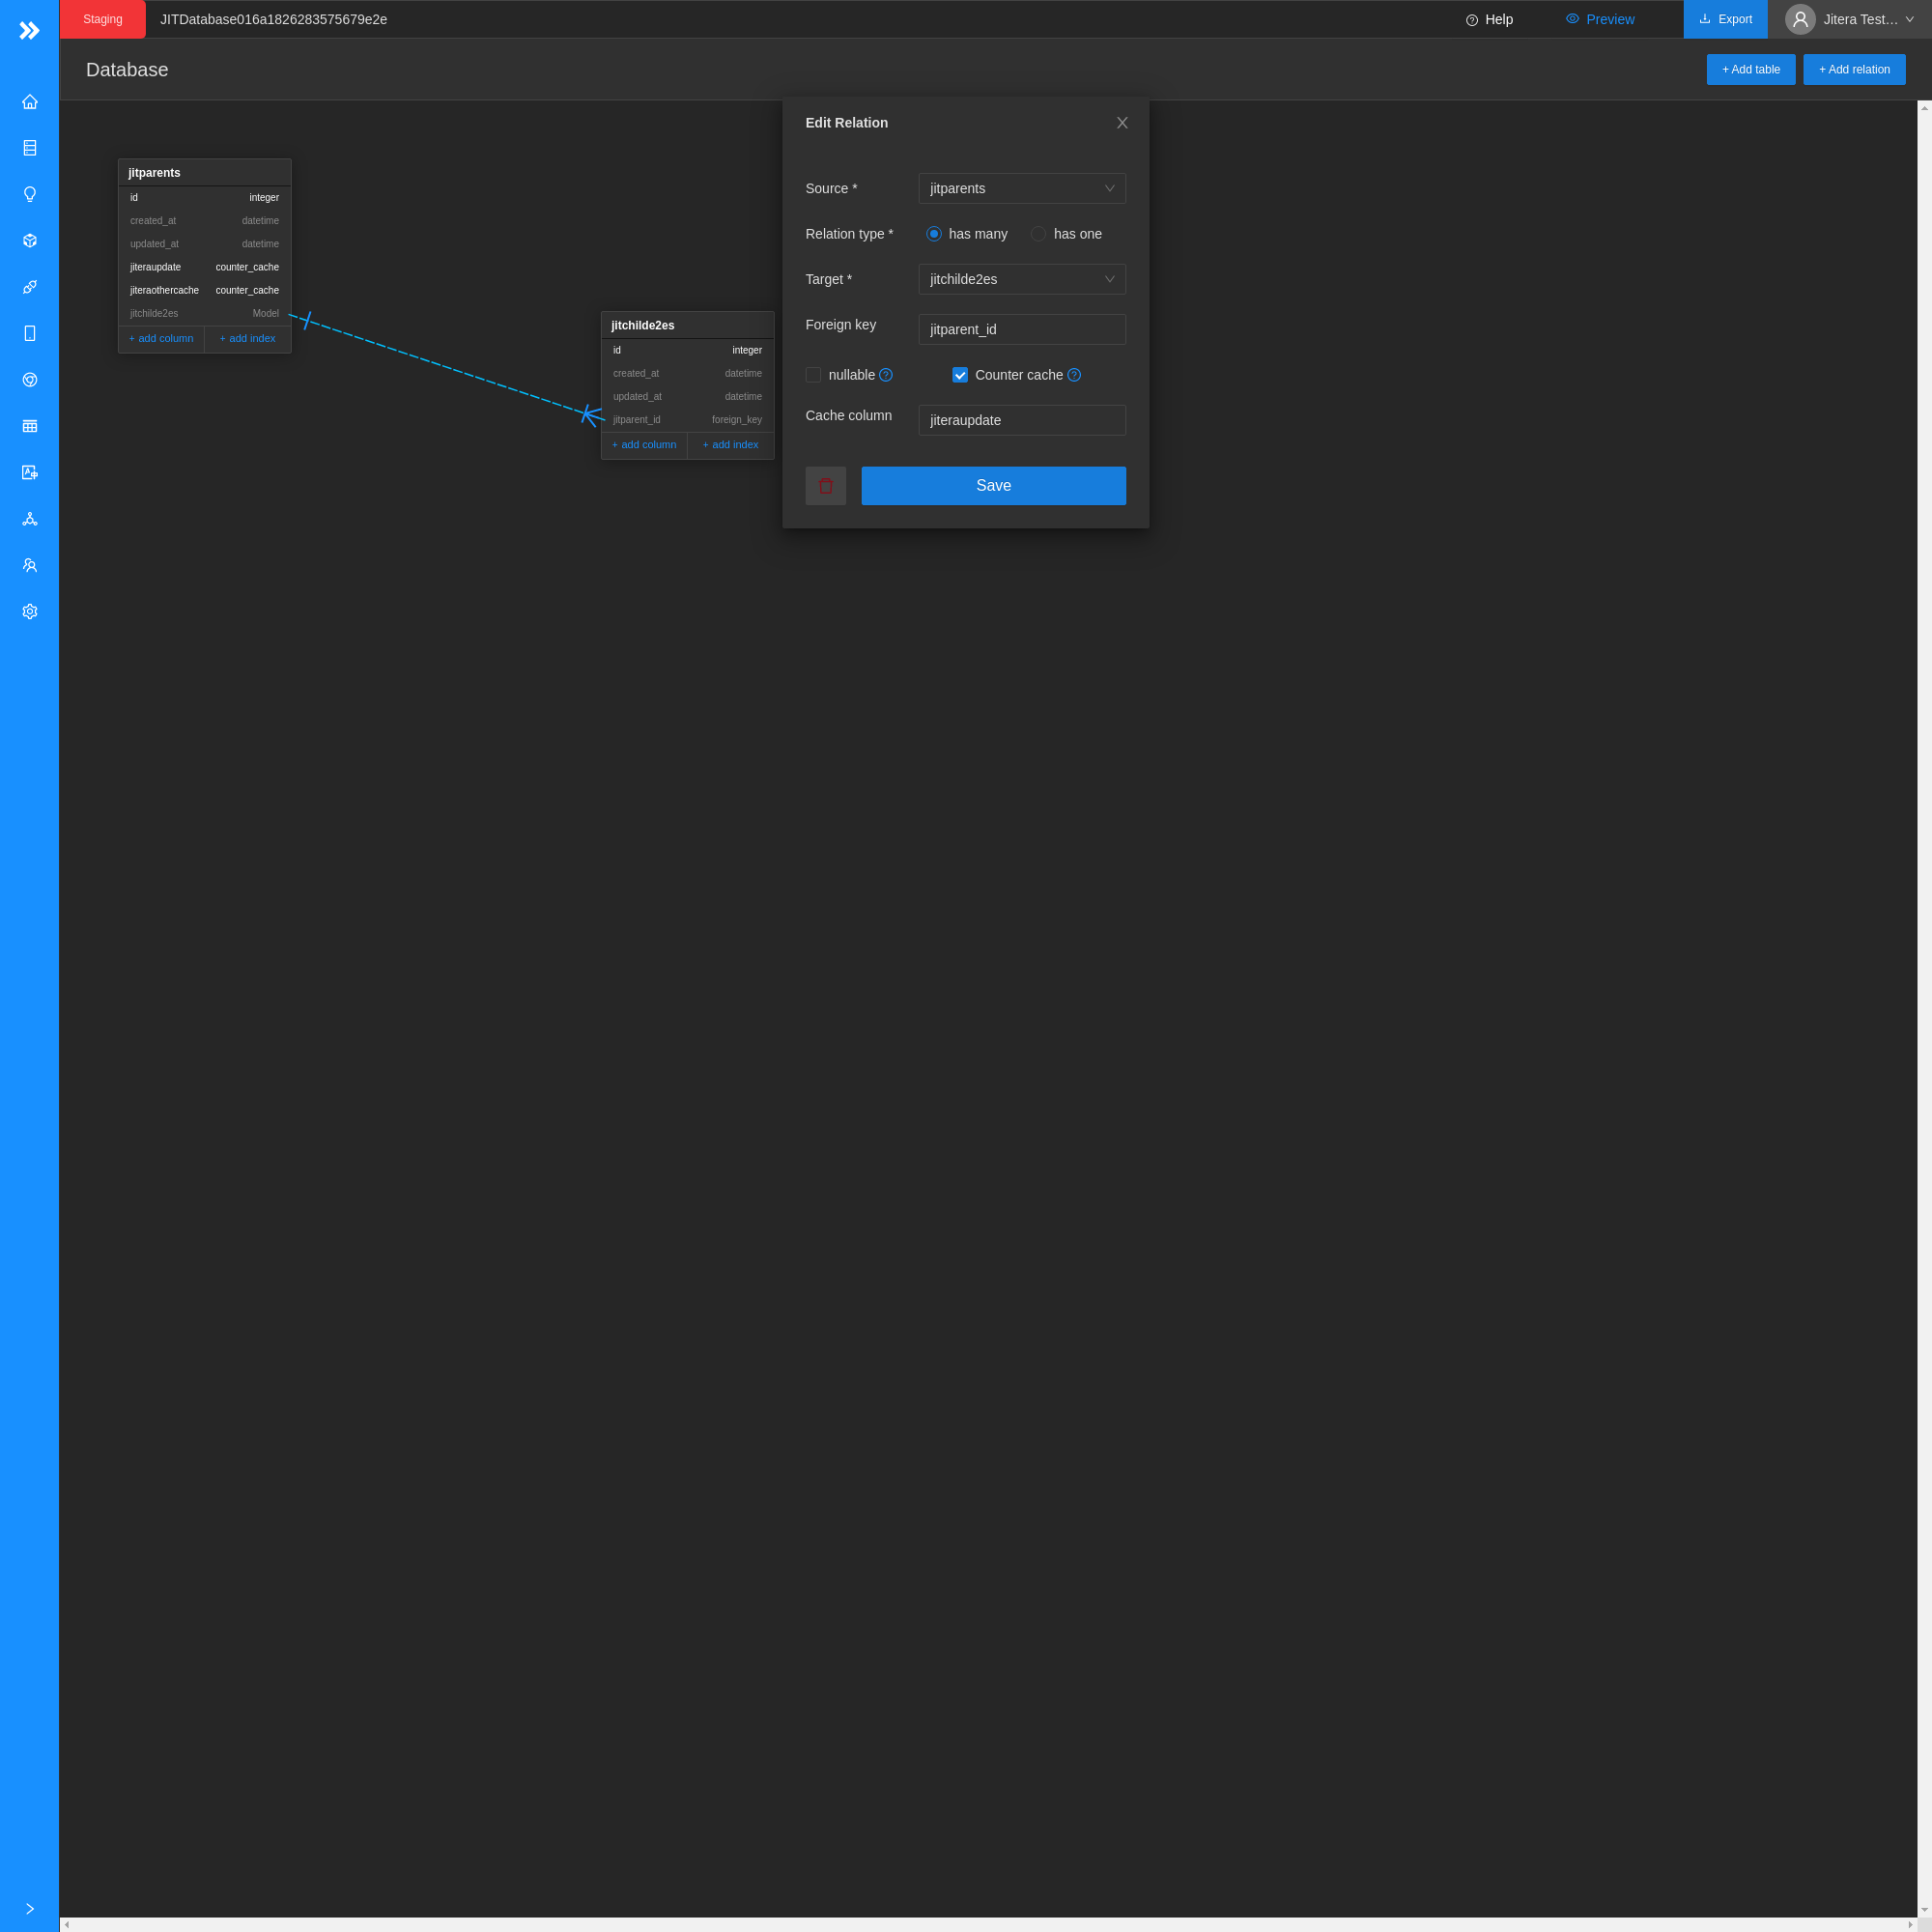 Staging
JITDatabase016a1826283575679e2e
Help
Preview
Export
Jitera Test…
Database
+ Add table
+ Add relation
jitparents
id integer
created_at datetime
updated_at datetime
jiteraupdate counter_cache
jiteraothercache counter_cache
jitchilde2es Model
+ add column + add index
jitchilde2es
id integer
created_at datetime
updated_at datetime
jitparent_id foreign_key
+ add column + add index
Edit Relation
Source * jitparents
Relation type * has many has one
Target * jitchilde2es
Foreign key jitparent_id
nullable Counter cache
Cache column jiteraupdate
Save